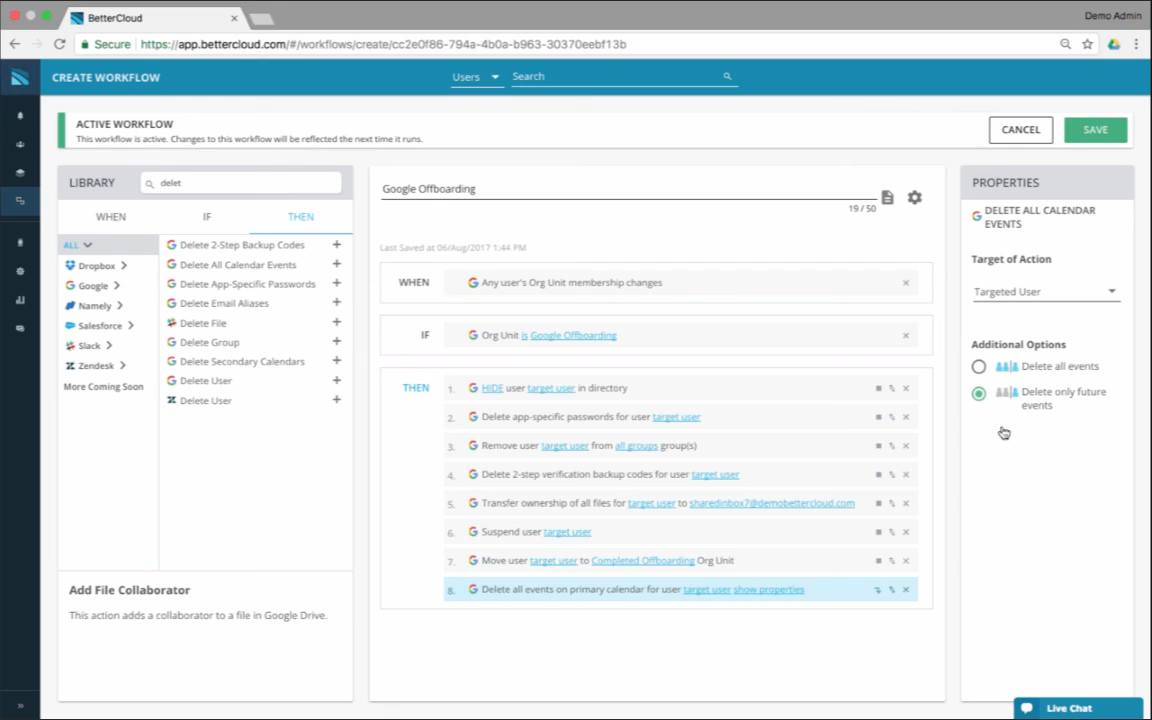 BetterCloud
Demo Admin
Secure https://app.bettercloud.com/#/workflows/create/cc2e0f86-794a-4b0a-b963-30370eebf13b
CREATE WORKFLOW
Users
Search
ACTIVE WORKFLOW
This workflow is active. Changes to this workflow will be reflected the next time it runs.
CANCEL
SAVE
LIBRARY
delet
WHEN
IF
THEN
ALL
Dropbox
Google
Namely
Salesforce
Slack
Zendesk
More Coming Soon
Delete 2-Step Backup Codes
Delete All Calendar Events
Delete App-Specific Passwords
Delete Email Aliases
Delete File
Delete Group
Delete Secondary Calendars
Delete User
Delete User
Add File Collaborator
This action adds a collaborator to a file in Google Drive.
Google Offboarding
19 / 50
Last Saved at 06/Aug/2017 1:44 PM
WHEN
Any user's Org Unit membership changes
IF
Org Unit is Google Offboarding
THEN
1. HIDE user target user in directory
2. Delete app-specific passwords for user target user
3. Remove user target user from all groups group(s)
4. Delete 2-step verification backup codes for user target user
5. Transfer ownership of all files for target user to sharedinbox7@demobettercloud.com
6. Suspend user target user
7. Move user target user to Completed Offboarding Org Unit
8. Delete all events on primary calendar for user target user show properties
PROPERTIES
DELETE ALL CALENDAR
EVENTS
Target of Action
Targeted User
Additional Options
Delete all events
Delete only future
events
Live Chat